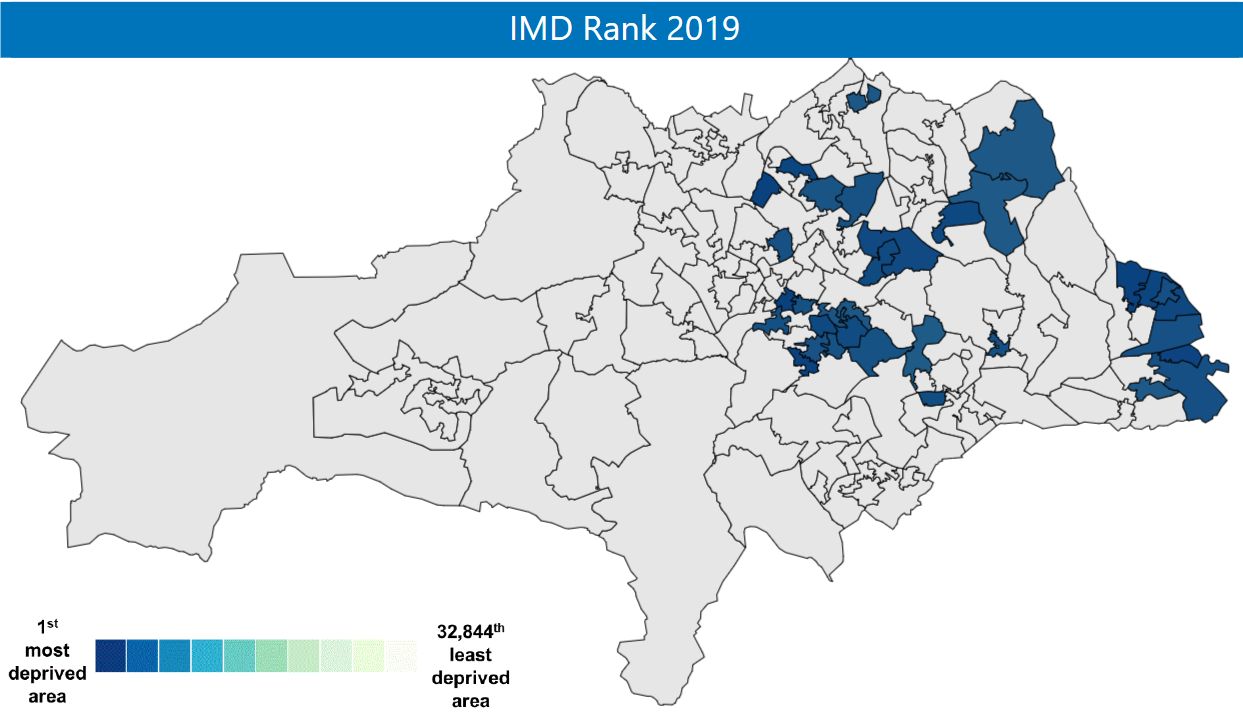 IMD Rank 2019
1st
most
deprived
area
32,844th
least
deprived
area